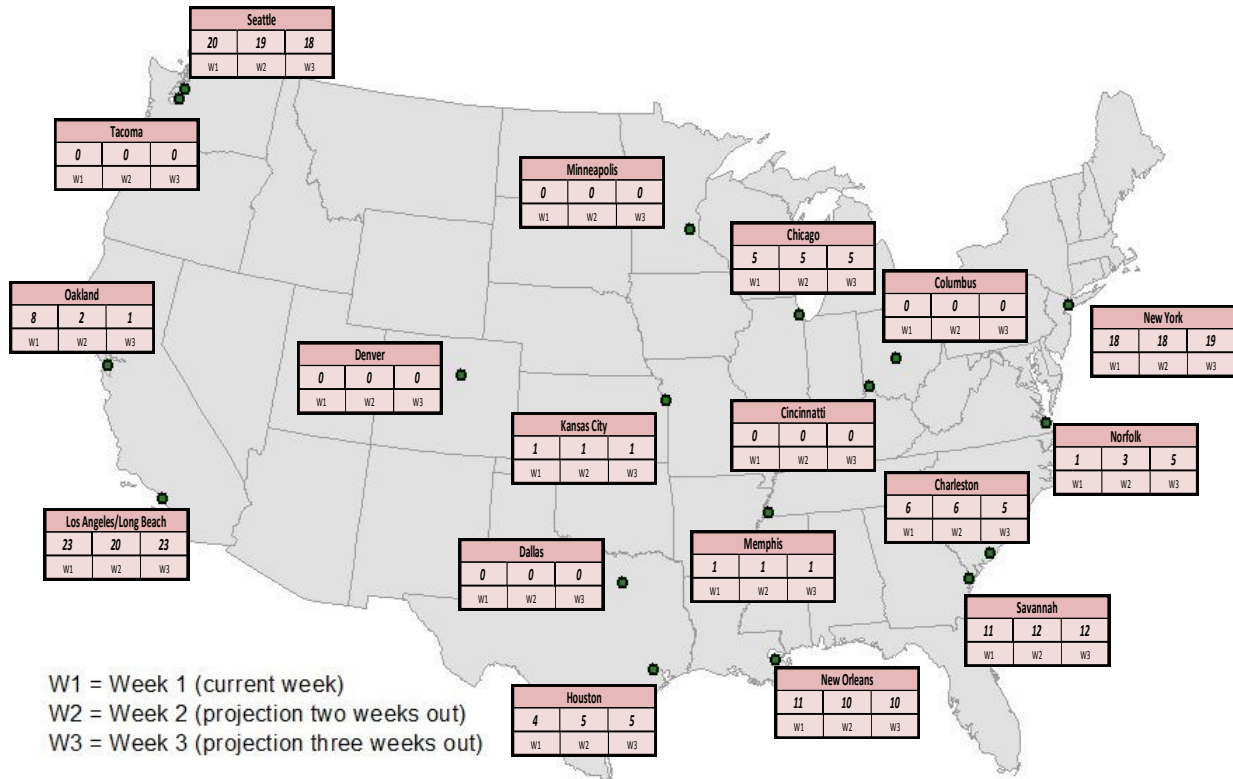 Seattle
20 19 18
W1 W2 W3
Tacoma
0 0 0
W1 W2 W3
Minneapolis
0 0 0
W1 W2 W3
Chicago
5 5 5
W1 W2 W3
Columbus
0 0 0
W1 W2 W3
Oakland
8 2 1
W1 W2 W3
New York
18 18 19
W1 W2 W3
Denver
0 0 0
W1 W2 W3
Kansas City
1 1 1
W1 W2 W3
Cincinnatti
0 0 0
W1 W2 W3
Norfolk
1 3 5
W1 W2 W3
Charleston
6 6 5
W1 W2 W3
Los Angeles/Long Beach
23 20 23
W1 W2 W3
Dallas
0 0 0
W1 W2 W3
Memphis
1 1 1
W1 W2 W3
Savannah
11 12 12
W1 W2 W3
New Orleans
11 10 10
W1 W2 W3
Houston
4 5 5
W1 W2 W3
W1 = Week 1 (current week)
W2 = Week 2 (projection two weeks out)
W3 = Week 3 (projection three weeks out)